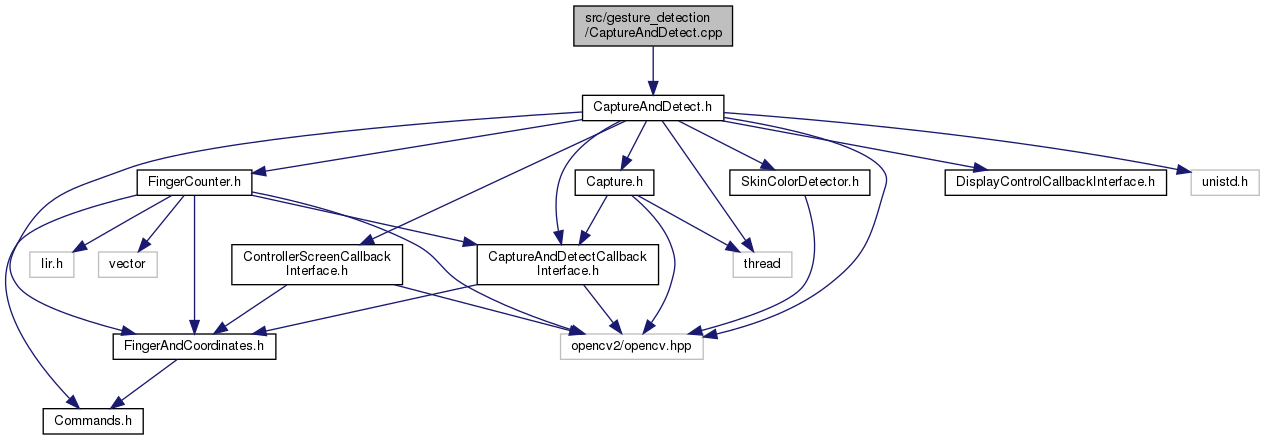 src/gesture_detection
/CaptureAndDetect.cpp
CaptureAndDetect.h
FingerCounter.h
Capture.h
SkinColorDetector.h
DisplayControlCallbackInterface.h
unistd.h
lir.h
vector
ControllerScreenCallback
Interface.h
CaptureAndDetectCallback
Interface.h
thread
FingerAndCoordinates.h
opencv2/opencv.hpp
Commands.h